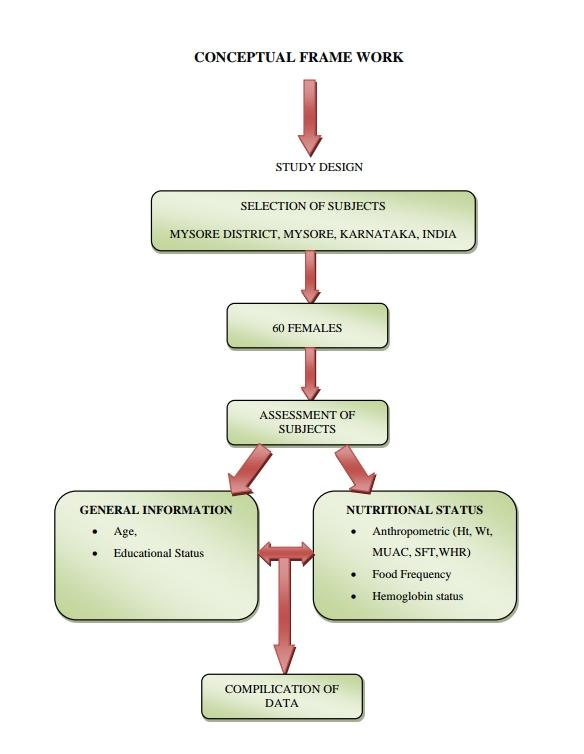 CONCEPTUAL FRAME WORK
STUDY DESIGN
SELECTION OF SUBJECTS
MYSORE DISTRICT, MYSORE, KARNATAKA, INDIA
60 FEMALES
ASSESSMENT OF
SUBJECTS
GENERAL INFORMATION
• Age,
• Educational Status
NUTRITIONAL STATUS
• Anthropometric (Ht, Wt,
MUAC, SFT,WHR)
• Food Frequency
• Hemoglobin status
COMPILICATION OF
DATA